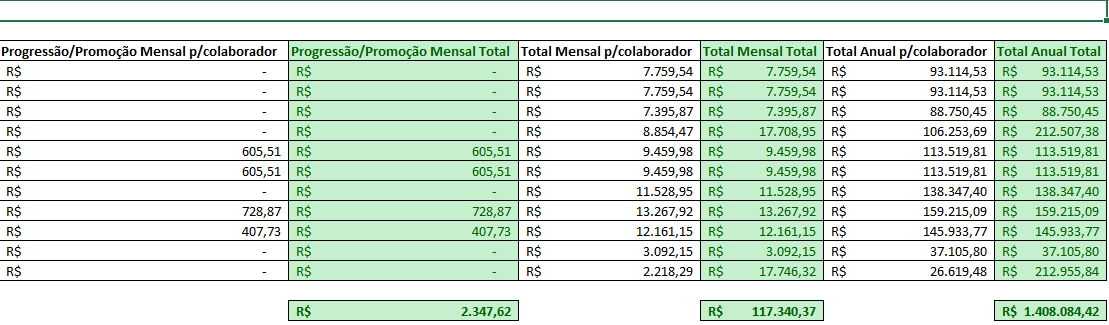 Progressão/Promoção Mensal p/colaborador Progressão/Promoção Mensal Total Total Mensal p/colaborador Total Mensal Total Total Anual p/colaborador Total Anual Total
R$ - R$ - R$ 7.759,54 R$ 7.759,54 R$ 93.114,53 R$ 93.114,53
R$ - R$ - R$ 7.759,54 R$ 7.759,54 R$ 93.114,53 R$ 93.114,53
R$ - R$ - R$ 7.395,87 R$ 7.395,87 R$ 88.750,45 R$ 88.750,45
R$ - R$ - R$ 8.854,47 R$ 17.708,95 R$ 106.253,69 R$ 212.507,38
R$ 605,51 R$ 605,51 R$ 9.459,98 R$ 9.459,98 R$ 113.519,81 R$ 113.519,81
R$ 605,51 R$ 605,51 R$ 9.459,98 R$ 9.459,98 R$ 113.519,81 R$ 113.519,81
R$ - R$ - R$ 11.528,95 R$ 11.528,95 R$ 138.347,40 R$ 138.347,40
R$ 728,87 R$ 728,87 R$ 13.267,92 R$ 13.267,92 R$ 159.215,09 R$ 159.215,09
R$ 407,73 R$ 407,73 R$ 12.161,15 R$ 12.161,15 R$ 145.933,77 R$ 145.933,77
R$ - R$ - R$ 3.092,15 R$ 3.092,15 R$ 37.105,80 R$ 37.105,80
R$ - R$ - R$ 2.218,29 R$ 17.746,32 R$ 26.619,48 R$ 212.955,84
R$ 2.347,62 R$ 117.340,37 R$ 1.408.084,42